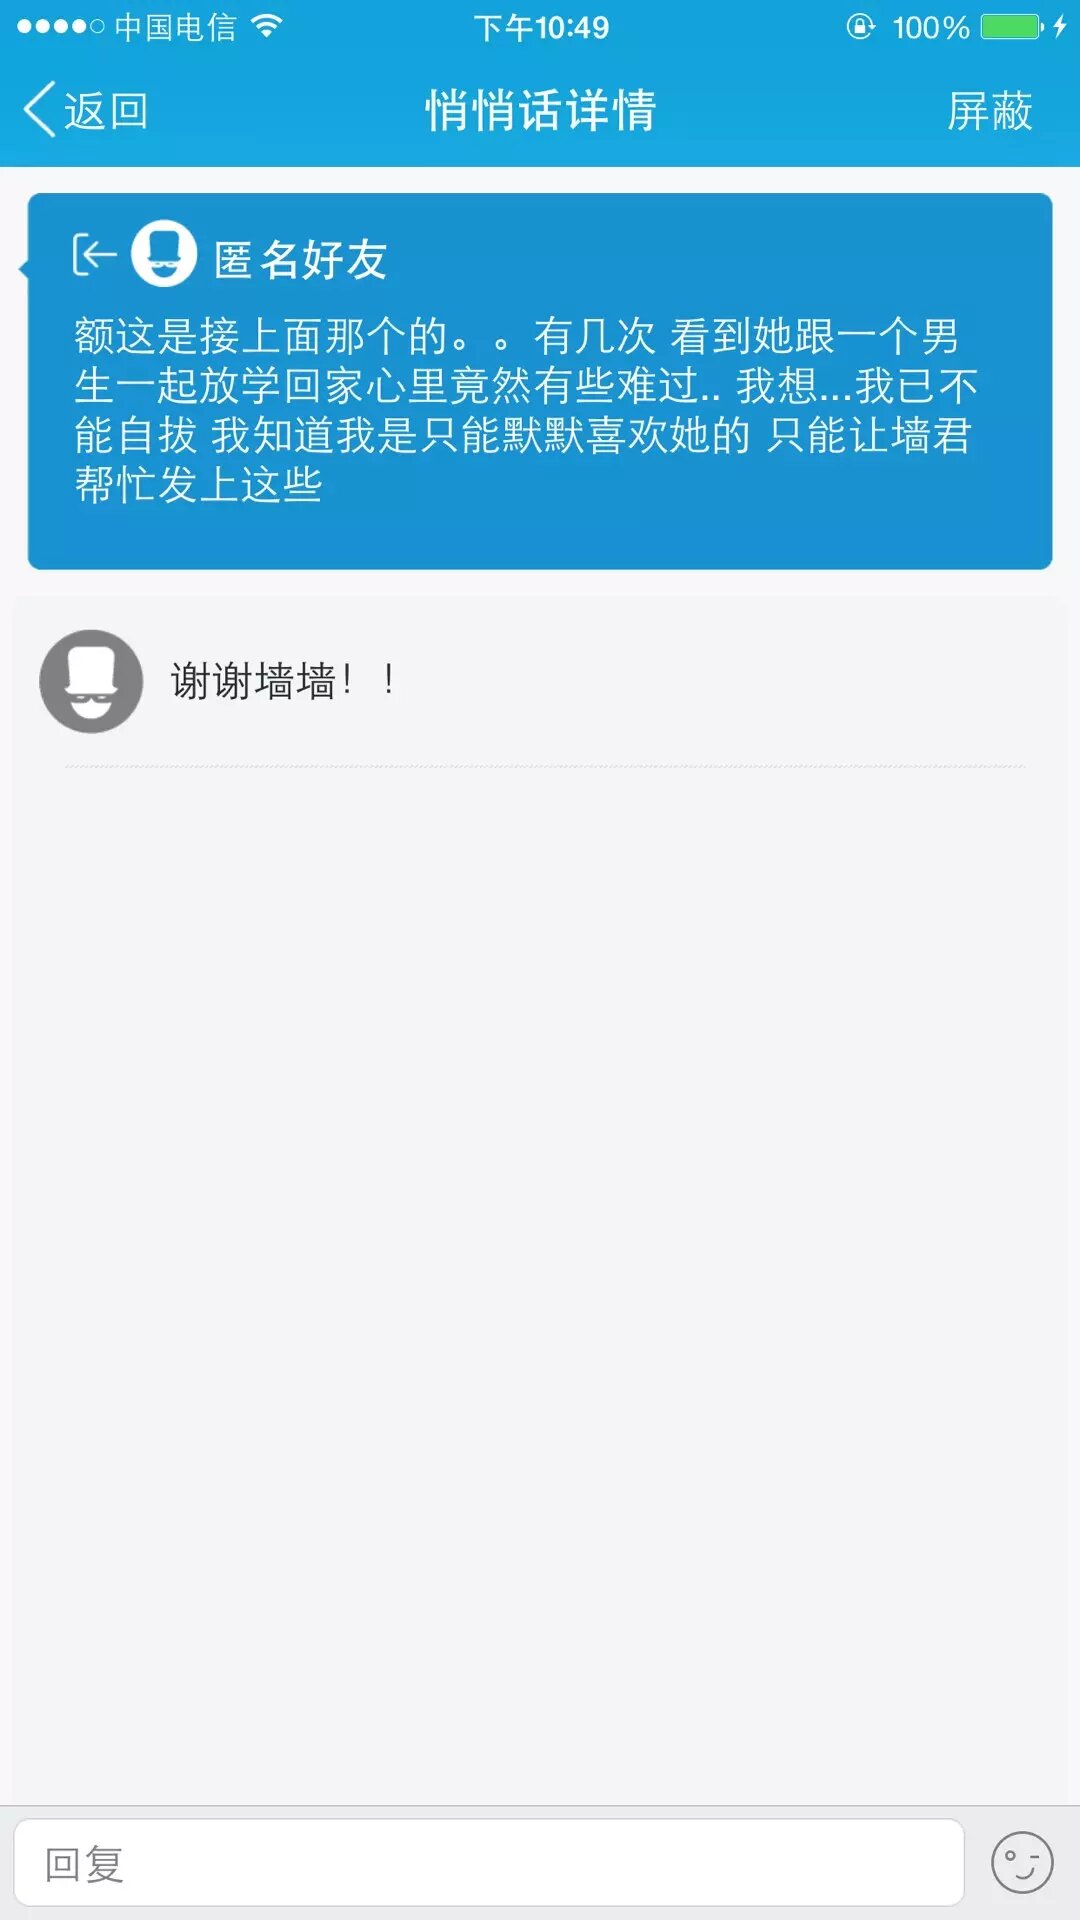 中国电信 下午10:49 100%
返回 悄悄话详情 屏蔽
匿名好友
额这是接上面那个的。。有几次 看到她跟一个男
生一起放学回家心里竟然有些难过.. 我想...我已不
能自拔 我知道我是只能默默喜欢她的 只能让墙君
帮忙发上这些
谢谢墙墙！！
回复